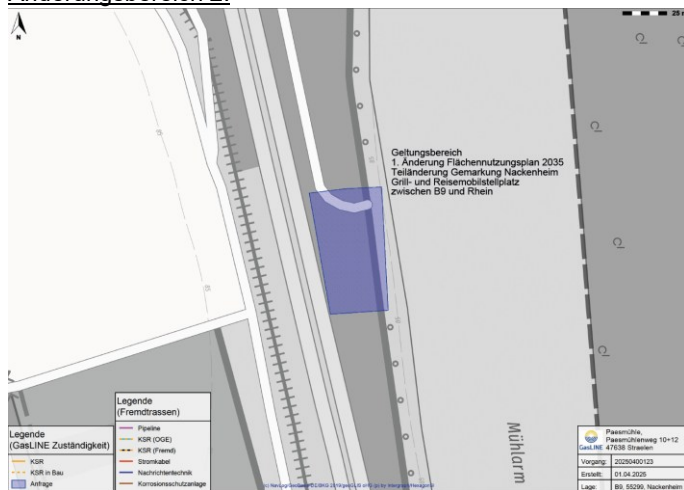 Änderungsbereich 2:
N
25 m
Geltungsbereich
1. Änderung Flächennutzungsplan 2035
Teiländerung Gemarkung Nackenheim
Grill- und Reisemobilstellplatz
zwischen B9 und Rhein
Mühlarm
Legende
(GasLINE Zuständigkeit)
KSR
KSR in Bau
Anfrage
Legende
(Fremdtrassen)
Pipeline
KSR (OGE)
KSR (Fremd)
Stromkabel
Nachrichtentechnik
Korrosionsschutzanlage
GasLINE
Paesmühle,
Paesmühlenweg 10+12
47638 Straelen
Vorgang: 20250400123
Erstellt: 01.04.2025
Lage: B9, 55299, Nackenheim